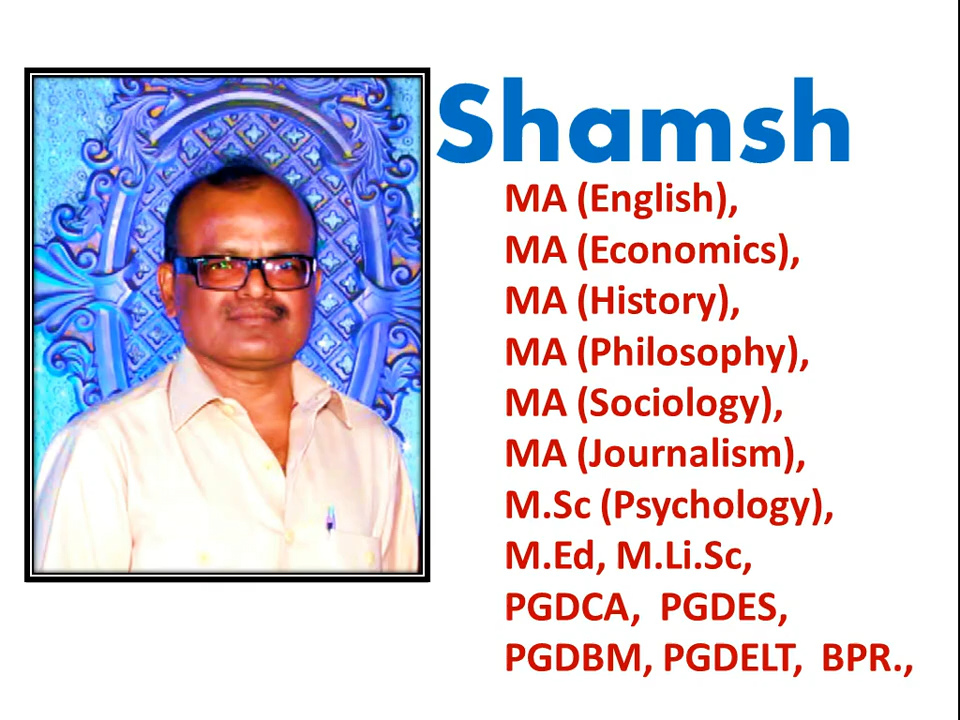 Shamsh
MA (English),
MA (Economics),
MA (History),
MA (Philosophy),
MA (Sociology),
MA (Journalism),
M.Sc (Psychology),
M.Ed, M.Li.Sc,
PGDCA, PGDES,
PGDBM, PGDELT, BPR.,